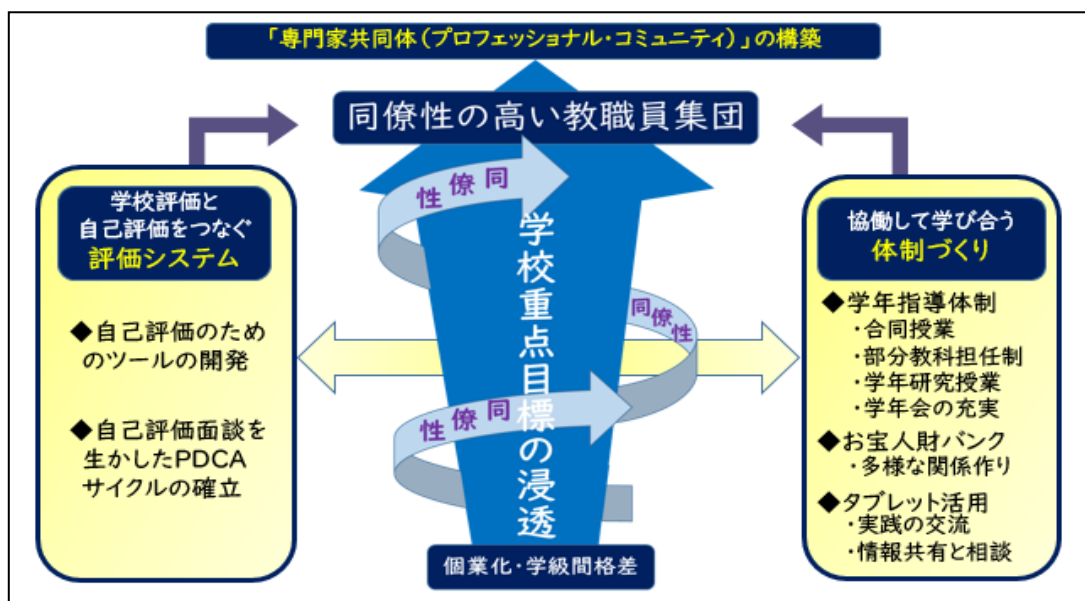 「専門家共同体(プロフェッショナル・コミュニティ)」の構築
同僚性の高い教職員集団
学校評価と
自己評価をつなぐ
評価システム
◆自己評価のため
のツールの開発
◆自己評価面談を
生かしたPDCA
サイクルの確立
同僚性
同僚性
同僚性
学校重点目標の浸透
個業化・学級間格差
協働して学び合う
体制づくり
◆学年指導体制
・合同授業
・部分教科担任制
・学年研究授業
・学年会の充実
◆お宝人財バンク
・多様な関係作り
◆タブレット活用
・実践の交流
・情報共有と相談